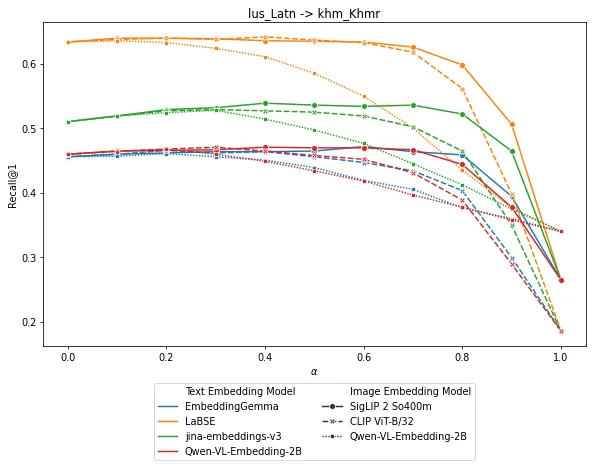 lus_Latn -> khm_Khmr
Recall@1
0.6
0.5
0.4
0.3
0.2
0.0 0.2 0.4 0.6 0.8 1.0
α
Text Embedding Model Image Embedding Model
EmbeddingGemma SigLIP 2 So400m
LaBSE CLIP ViT-B/32
jina-embeddings-v3 Qwen-VL-Embedding-2B
Qwen-VL-Embedding-2B